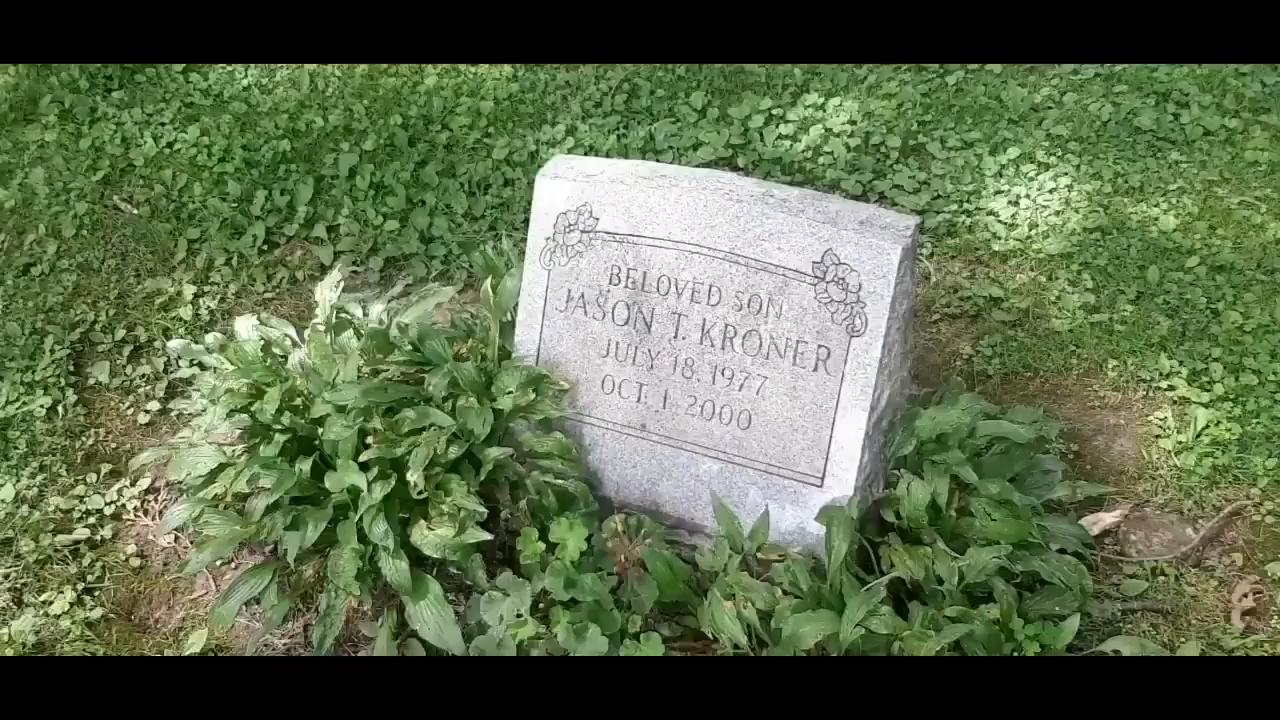 BELOVED SON
JASON T. KRONER
JULY 18, 1977
OCT. 1, 2000